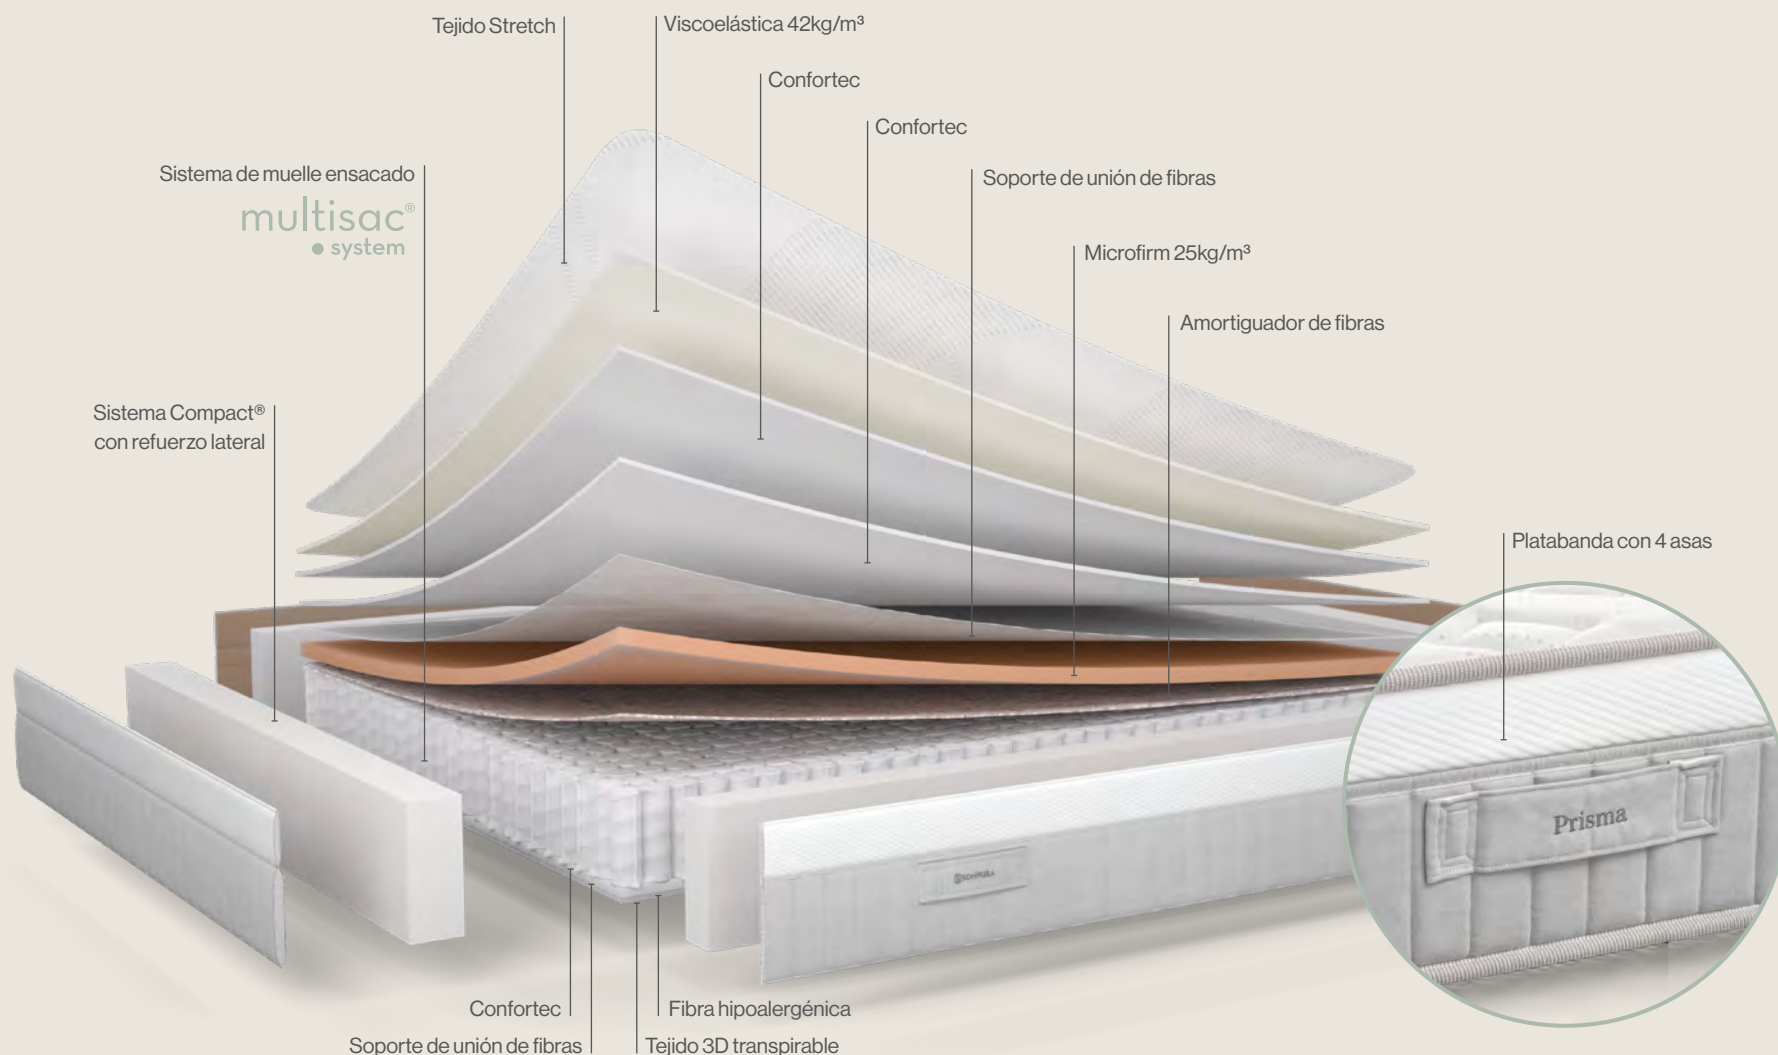 Tejido Stretch
Viscoelástica 42kg/m³
Confortec
Confortec
Sistema de muelle ensacado
multisac®
system
Soporte de unión de fibras
Microfirm 25kg/m³
Amortiguador de fibras
Sistema Compact®
con refuerzo lateral
Platabanda con 4 asas
Prisma
Confortec
Fibra hipoalergénica
Soporte de unión de fibras
Tejido 3D transpirable